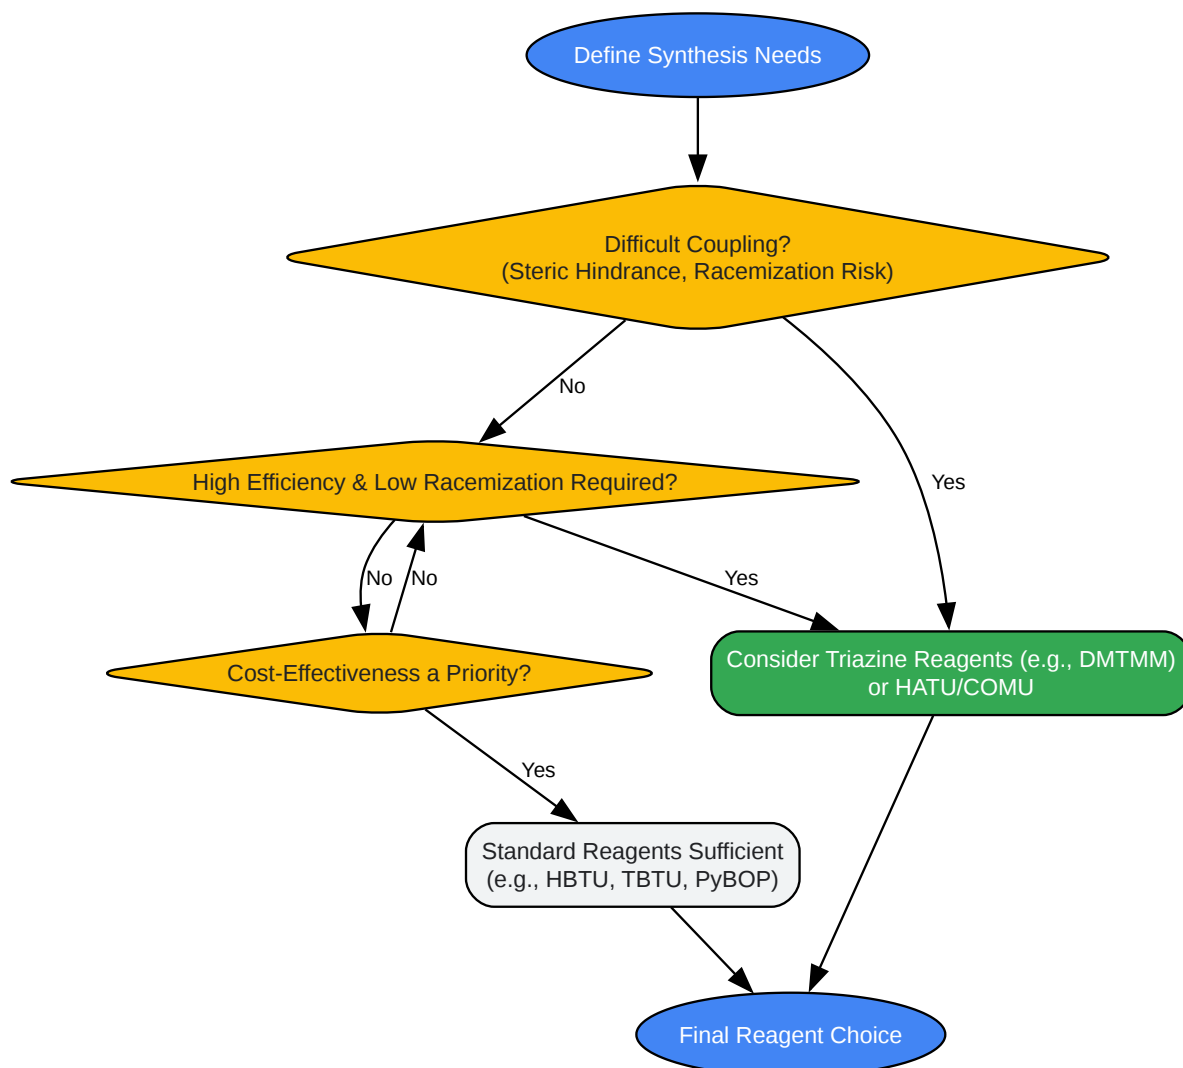 Define Synthesis Needs
Difficult Coupling?
(Steric Hindrance, Racemization Risk)
No
Yes
High Efficiency & Low Racemization Required?
No
No
Yes
Cost-Effectiveness a Priority?
Consider Triazine Reagents (e.g., DMTMM)
or HATU/COMU
Yes
Standard Reagents Sufficient
(e.g., HBTU, TBTU, PyBOP)
Final Reagent Choice